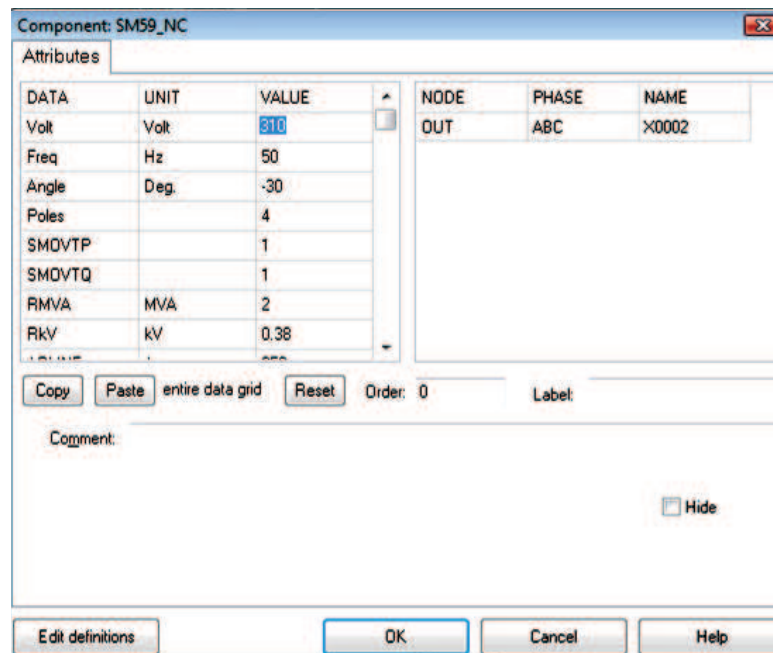 Component: SM59_NC
Attributes
DATA UNIT VALUE NODE PHASE NAME
Volt Volt 310 OUT ABC X0002
Freq Hz 50
Angle Deg. -30
Poles 4
SMOVTP 1
SMOVTQ 1
RMVA MVA 2
RkV kV 0.38
Copy Paste entire data grid Reset Order: 0 Label:
Comment:
Hide
Edit definitions OK Cancel Help